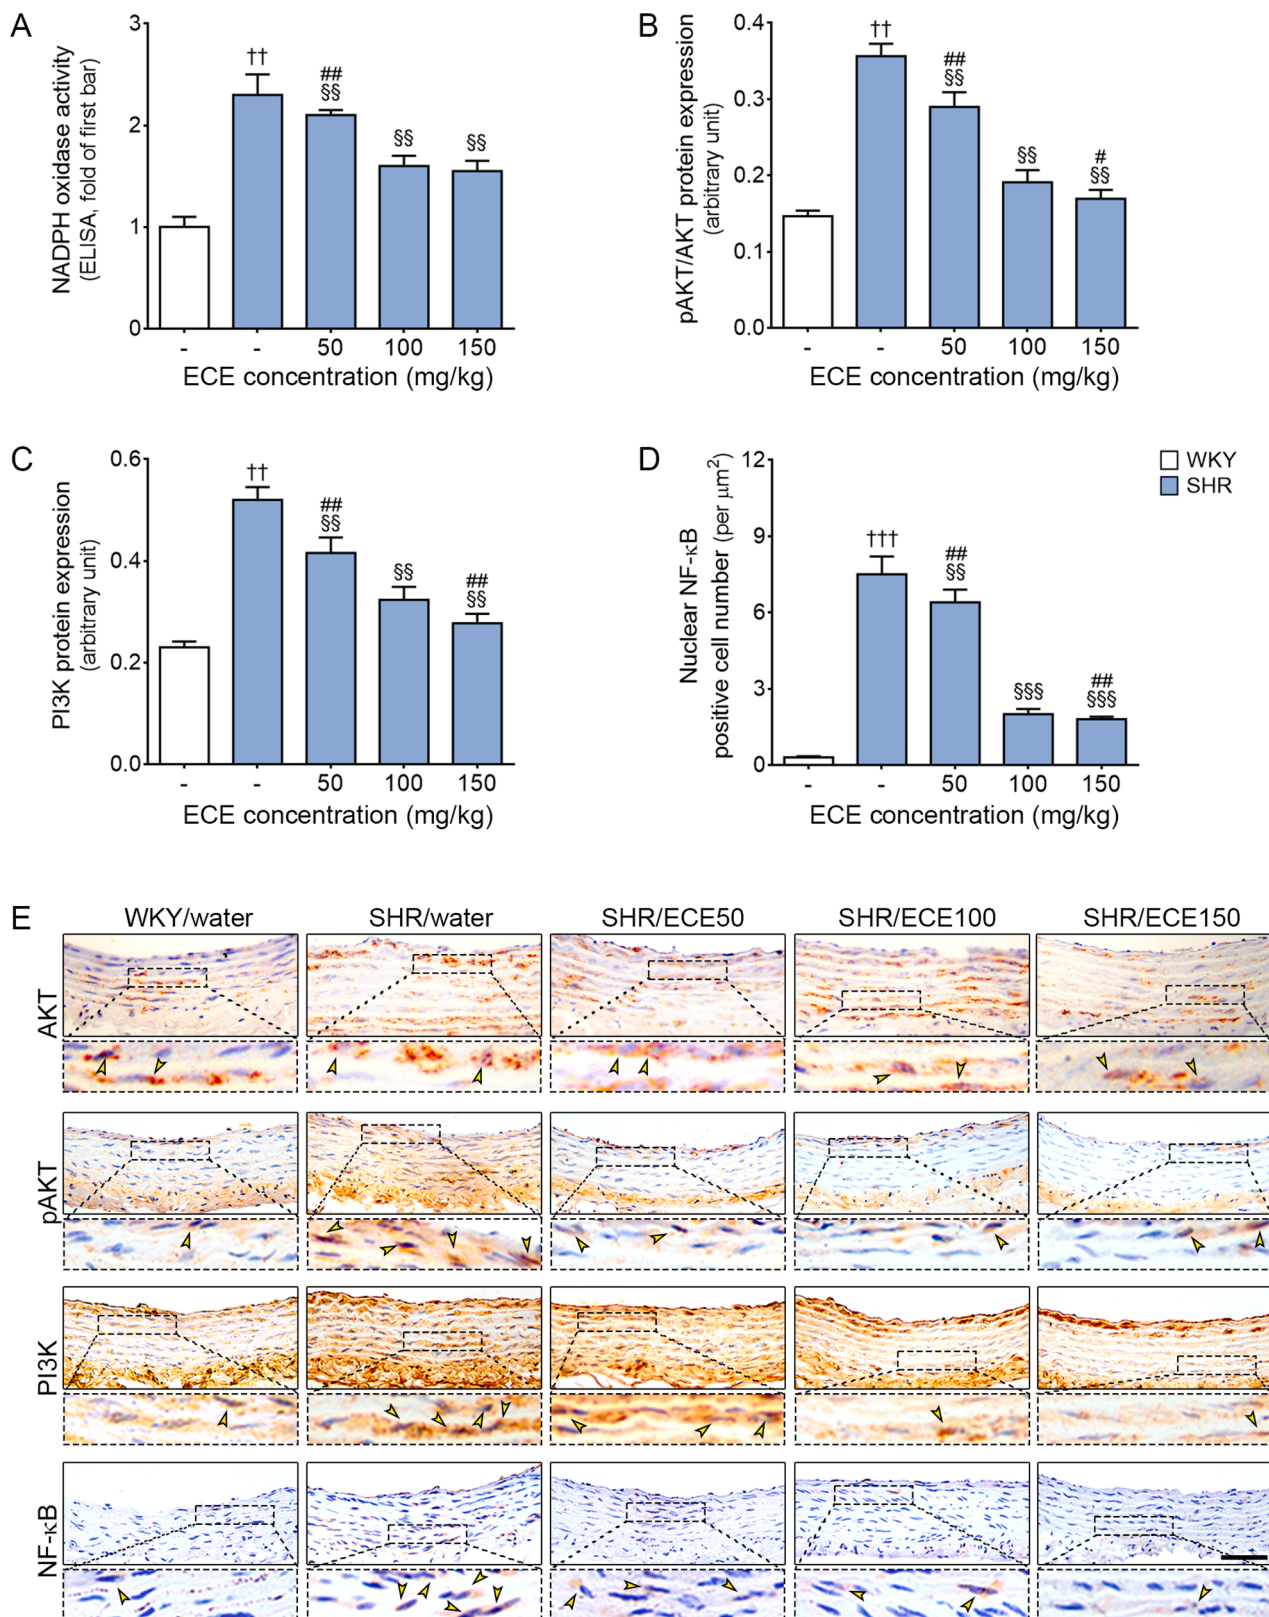 A
NADPH oxidase activity
(ELISA, fold of first bar)
3
2
1
0
††
##
§§
§§
§§
- - 50 100 150
ECE concentration (mg/kg)
B
pAKT/AKT protein expression
(arbitrary unit)
0.4
0.3
0.2
0.1
0.0
††
##
§§
§§
#
§§
- - 50 100 150
ECE concentration (mg/kg)
C
PI3K protein expression
(arbitrary unit)
0.6
0.4
0.2
0.0
††
##
§§
§§
##
§§
- - 50 100 150
ECE concentration (mg/kg)
D
Nuclear NF-κB
positive cell number (per μm²)
12
9
6
3
0
†††
##
§§
§§§
##
§§§
- - 50 100 150
ECE concentration (mg/kg)
WKY
SHR
E
WKY/water SHR/water SHR/ECE50 SHR/ECE100 SHR/ECE150
AKT
pAKT
PI3K
NF-κB